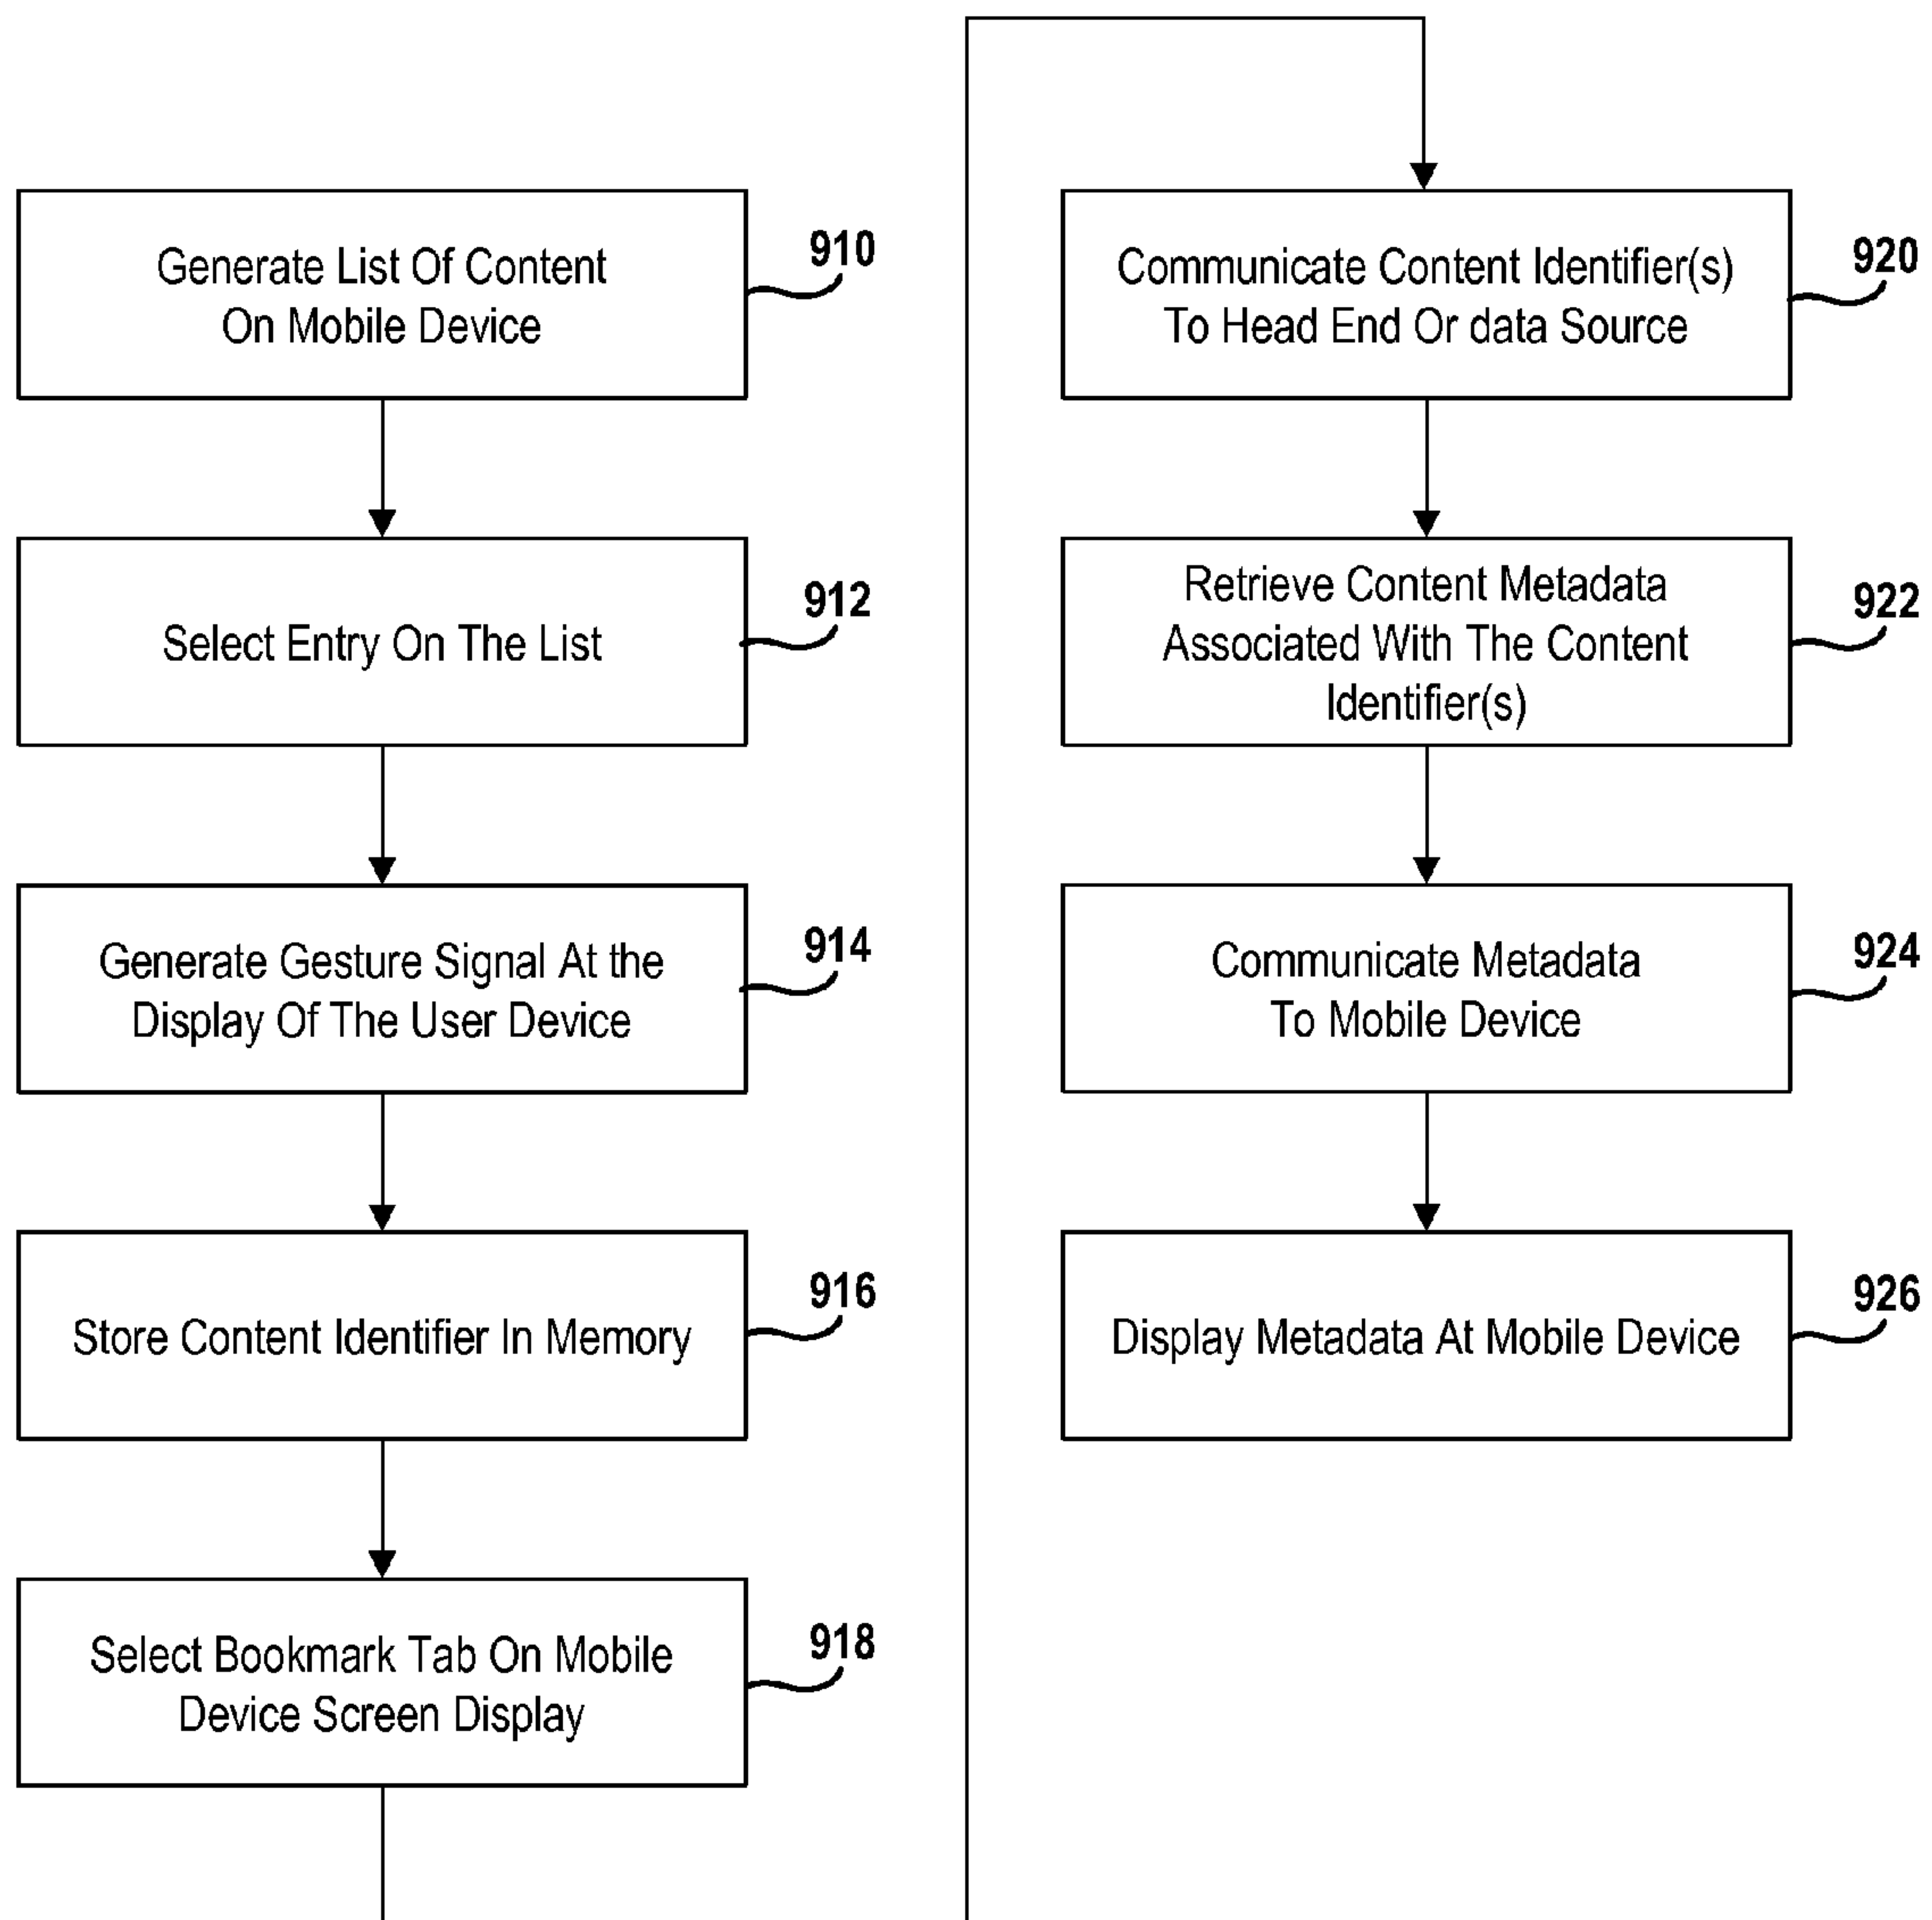 Generate List Of Content
On Mobile Device
910
Select Entry On The List
912
Generate Gesture Signal At the
Display Of The User Device
914
Store Content Identifier In Memory
916
Select Bookmark Tab On Mobile
Device Screen Display
918
Communicate Content Identifier(s)
To Head End Or data Source
920
Retrieve Content Metadata
Associated With The Content
Identifier(s)
922
Communicate Metadata
To Mobile Device
924
Display Metadata At Mobile Device
926